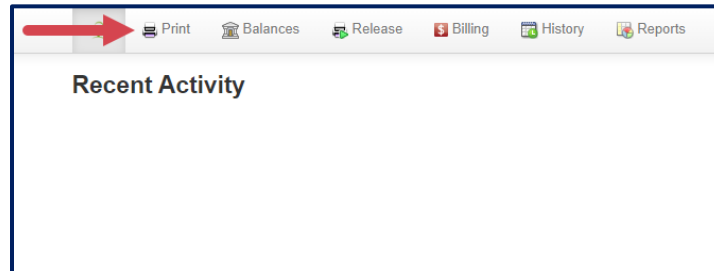 Print Balances Release Billing History Reports
Recent Activity